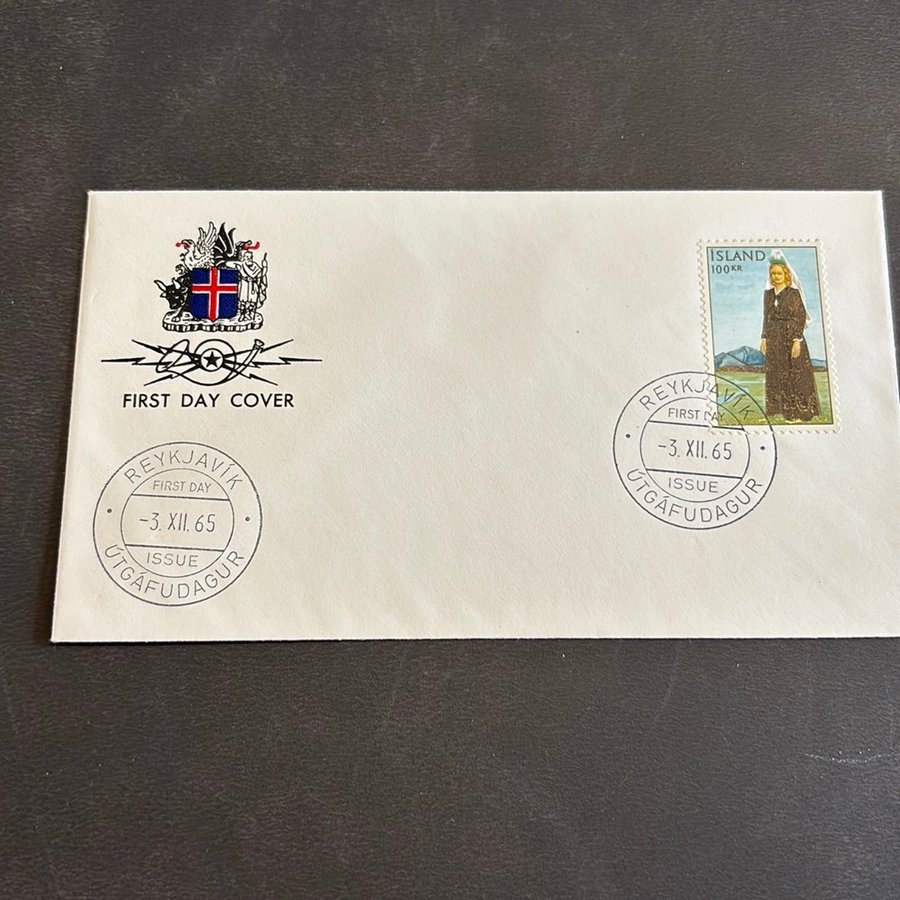 ÍSLAND
100 KR
FIRST DAY COVER
REYKJAVÍK
FIRST DAY
-3. XII. 65
ISSUE
ÚTGÁFUDAGUR
REYKJAVÍK
FIRST DAY
-3. XII. 65
ISSUE
ÚTGÁFUDAGUR